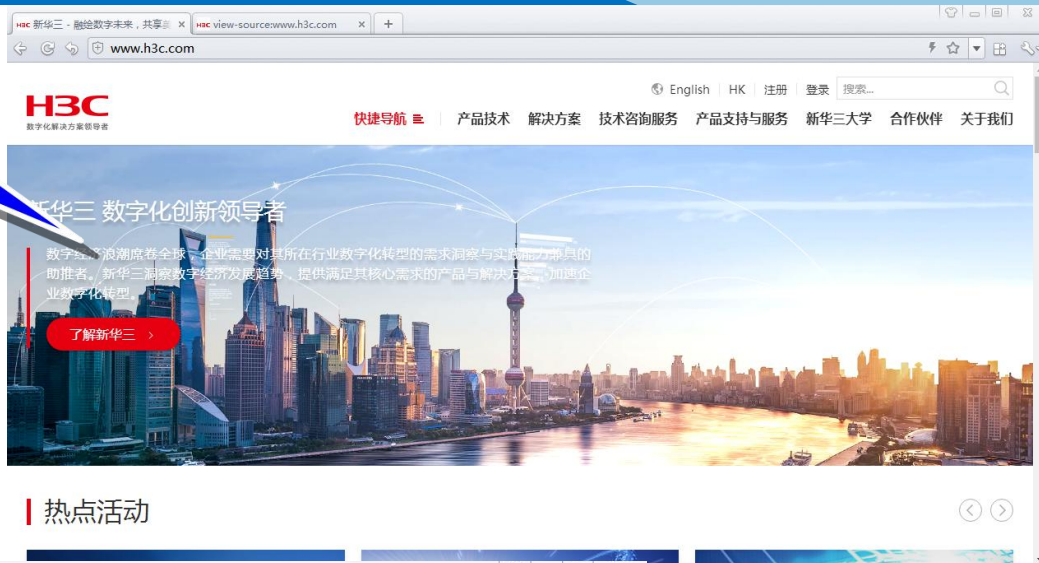 H3C 新华三 - 融绘数字未来，共享
H3C view-source:www.h3c.com
www.h3c.com
English HK 注册 登录 搜索...
H3C
数字化解决方案领导者
快捷导航 产品技术 解决方案 技术咨询服务 产品支持与服务 新华三大学 合作伙伴 关于我们
新华三 数字化创新领导者
数字经济浪潮席卷全球，企业需要对其所在行业数字化转型的需求洞察与实践能力兼具的
助推者。新华三洞察数字经济发展趋势，提供满足其核心需求的产品与解决方案，加速企
业数字化转型。
了解新华三 >
热点活动